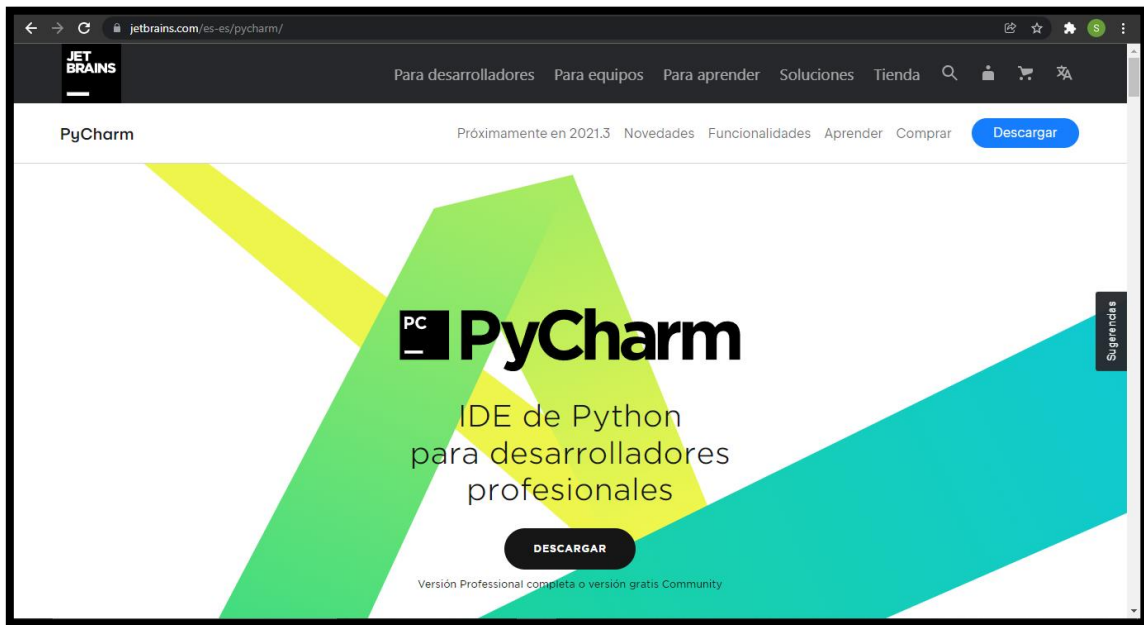 jetbrains.com/es-es/pycharm/
S
JET
BRAINS
Para desarrolladores Para equipos Para aprender Soluciones Tienda
PyCharm
Próximamente en 2021.3 Novedades Funcionalidades Aprender Comprar Descargar
PC
PyCharm
Sugerencias
IDE de Python
para desarrolladores
profesionales
DESCARGAR
Versión Professional completa o versión gratis Community